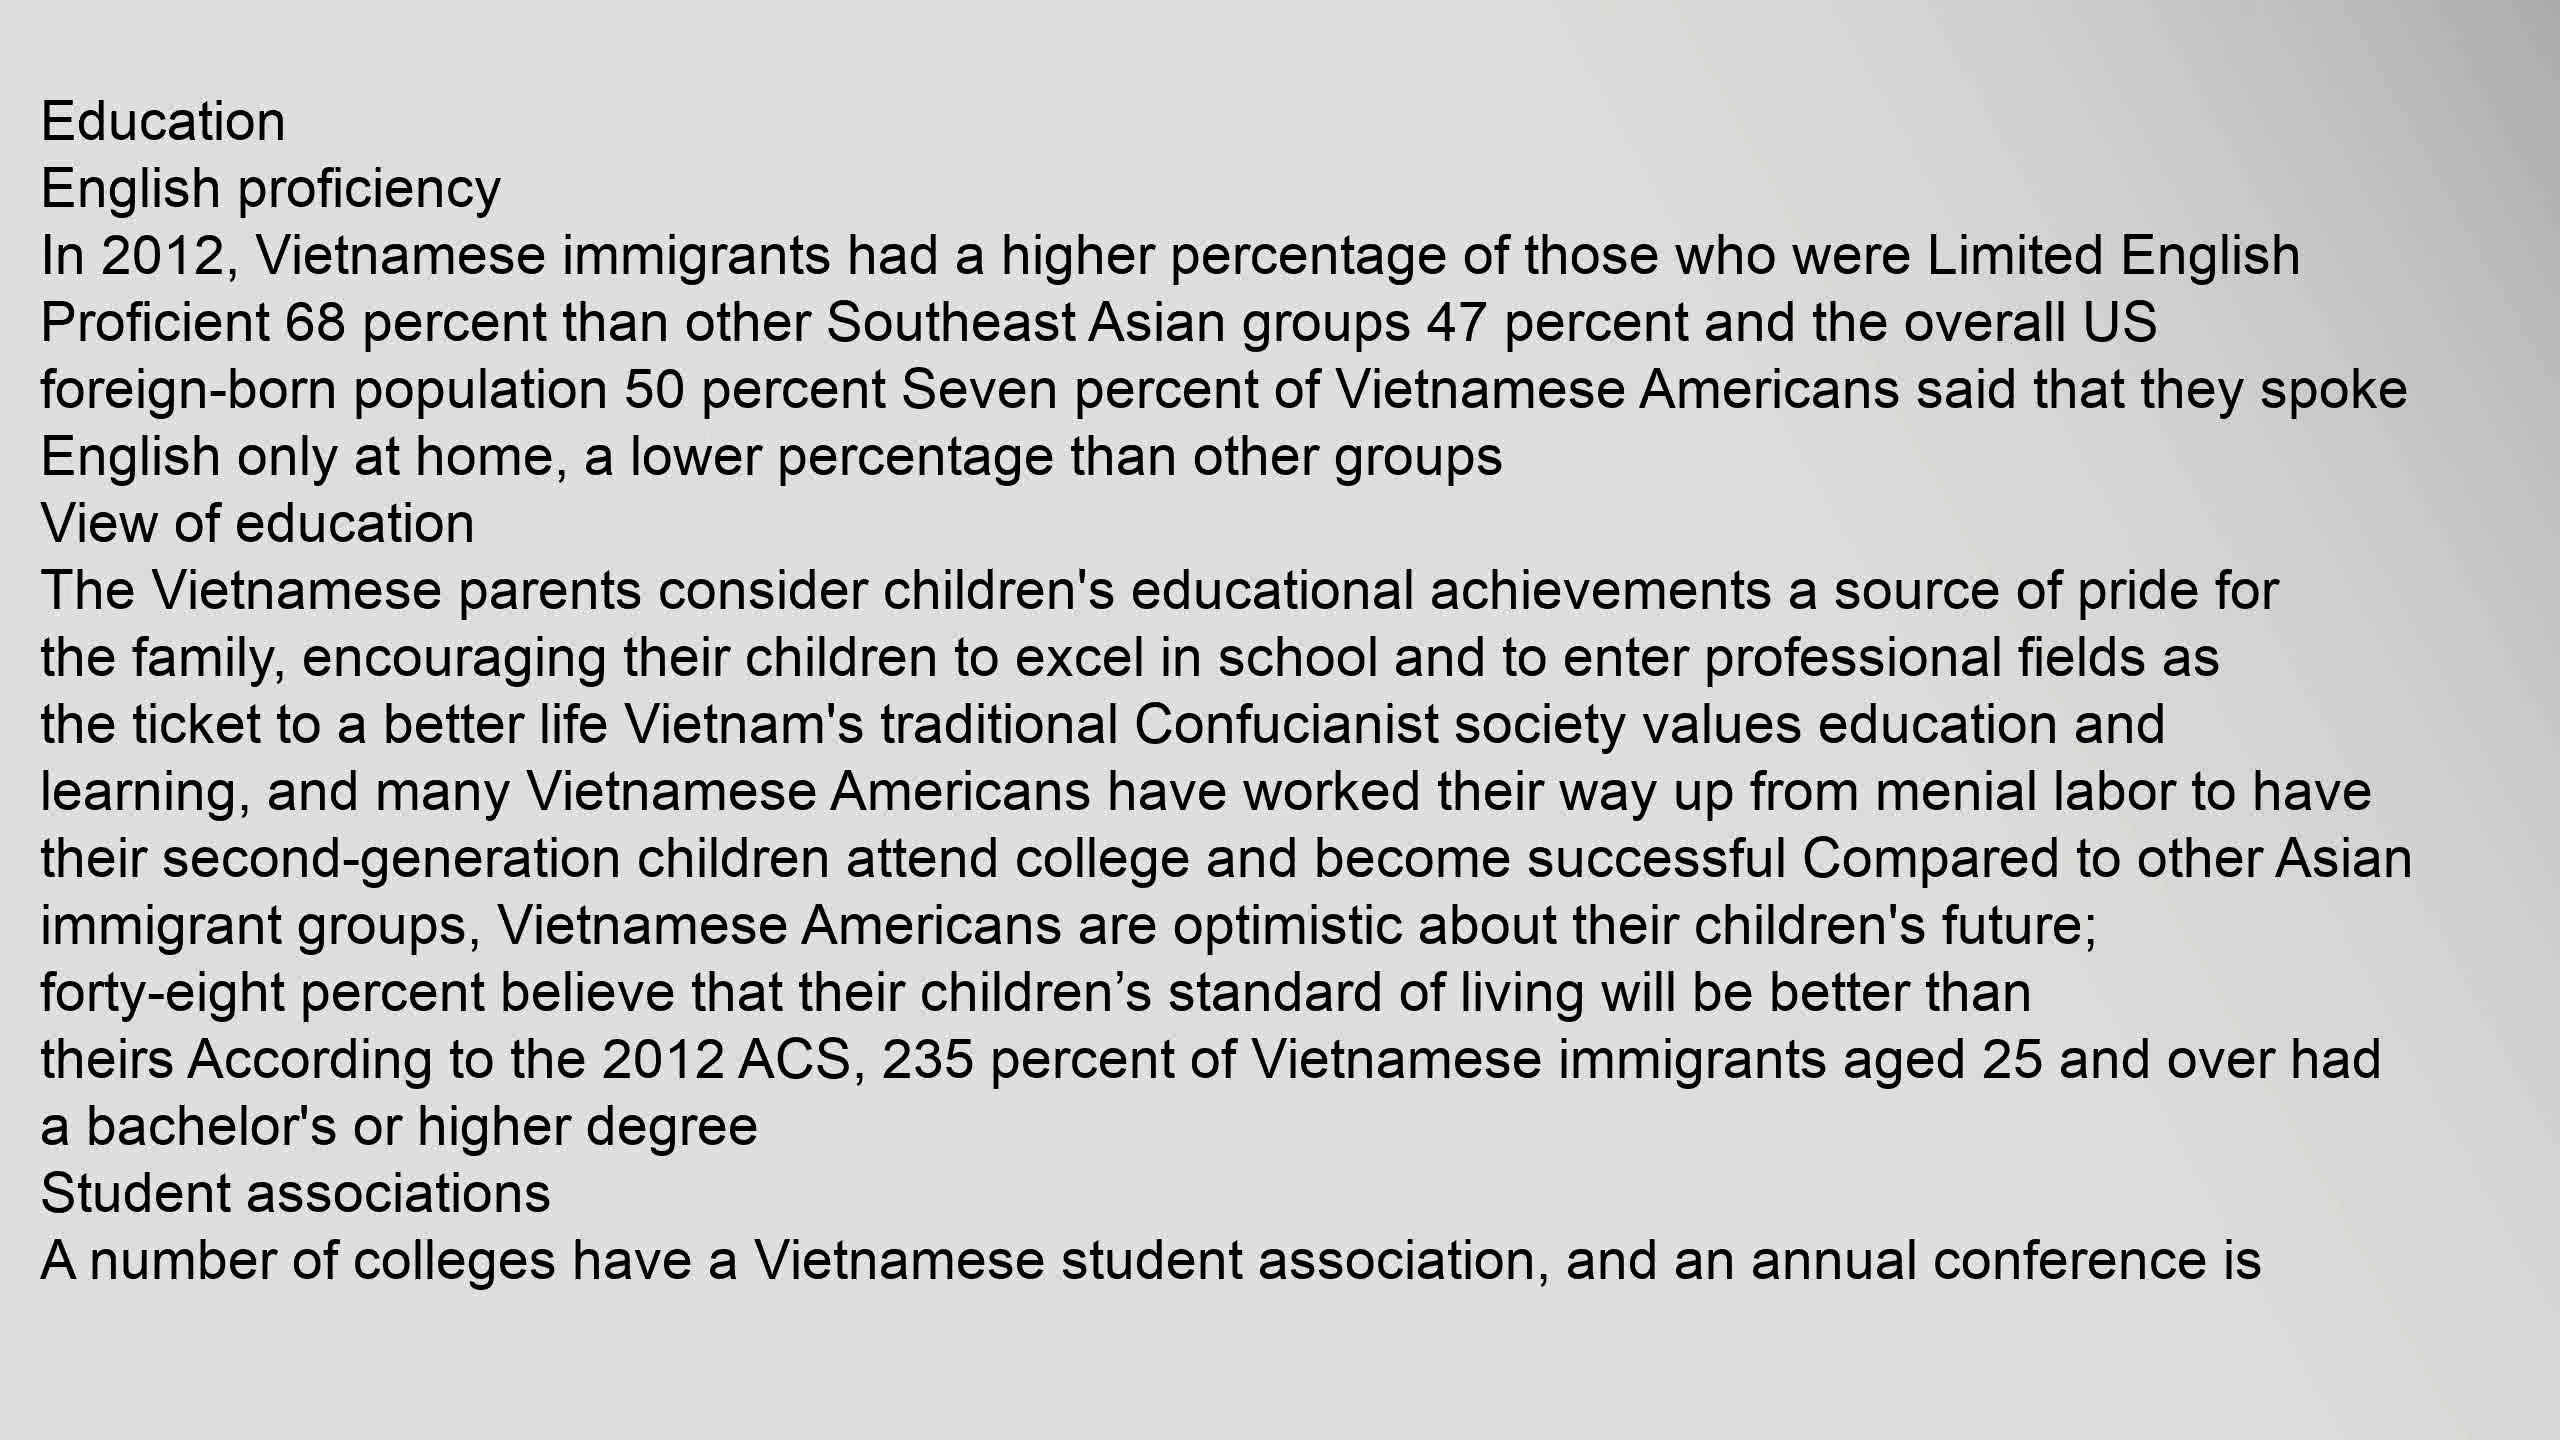 Education
English proficiency
In 2012, Vietnamese immigrants had a higher percentage of those who were Limited English
Proficient 68 percent than other Southeast Asian groups 47 percent and the overall US
foreign-born population 50 percent Seven percent of Vietnamese Americans said that they spoke
English only at home, a lower percentage than other groups
View of education
The Vietnamese parents consider children's educational achievements a source of pride for
the family, encouraging their children to excel in school and to enter professional fields as
the ticket to a better life Vietnam's traditional Confucianist society values education and
learning, and many Vietnamese Americans have worked their way up from menial labor to have
their second-generation children attend college and become successful Compared to other Asian
immigrant groups, Vietnamese Americans are optimistic about their children's future;
forty-eight percent believe that their children’s standard of living will be better than
theirs According to the 2012 ACS, 235 percent of Vietnamese immigrants aged 25 and over had
a bachelor's or higher degree
Student associations
A number of colleges have a Vietnamese student association, and an annual conference is